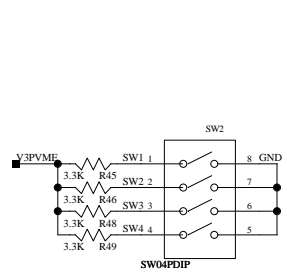 SW2
V3PVME SW1 1 8 GND
3.3K R45
SW2 2 7
3.3K R46
SW3 3 6
3.3K R48
SW4 4 5
3.3K R49
SW04PDIP